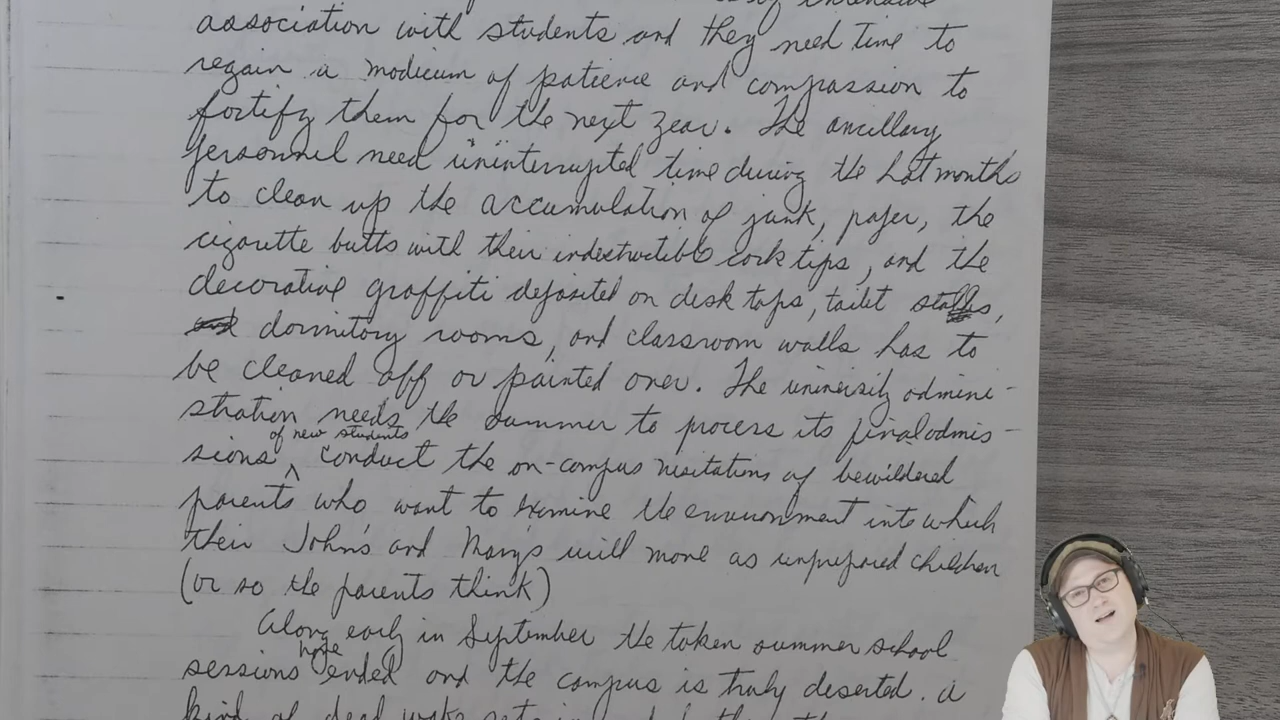 association with students and they need time to
regain a modicum of patience and compassion to
fortify them for the next year. The ancillary
personnel need uninterrupted time during the hot months
to clean up the accumulation of junk, paper, the
cigarette butts with their indestructible cork tips, and the
decorative graffiti deposited on desk tops, toilet stalls,
dormitory rooms, and classroom walls has to
be cleaned off or painted over. The university admini-
stration needs the summer to process its final admis-
of new students
sions ^ conduct the on-campus visitations of bewildered
parents who want to exmine the environment into which
their John's and Mary's will move as unprepared children
(or so the parents think)
Along early in September the token summer school
have
sessions ended and the campus is truly deserted. A
kind of dead